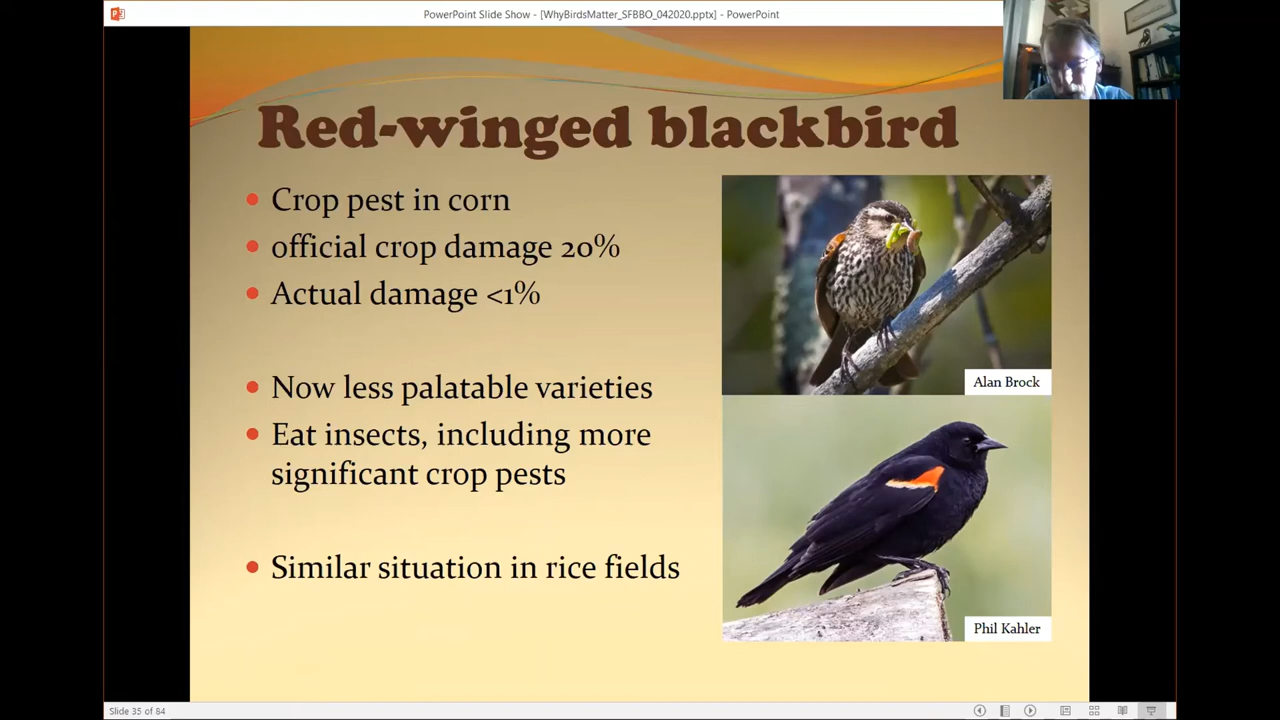 PowerPoint Slide Show - [WhyBirdsMatter_SFBBO_042020.pptx] - PowerPoint
Red-winged blackbird
Crop pest in corn
official crop damage 20%
Actual damage <1%
Now less palatable varieties
Eat insects, including more
significant crop pests
Similar situation in rice fields
Alan Brock
Phil Kahler
Slide 35 of 84